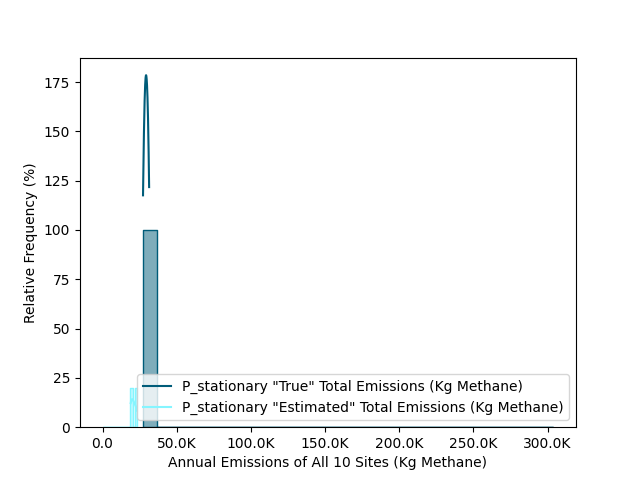 175
150
125
100
75
50
25
0
Relative Frequency (%)
P_stationary "True" Total Emissions (Kg Methane)
P_stationary "Estimated" Total Emissions (Kg Methane)
0.0 50.0K 100.0K 150.0K 200.0K 250.0K 300.0K
Annual Emissions of All 10 Sites (Kg Methane)